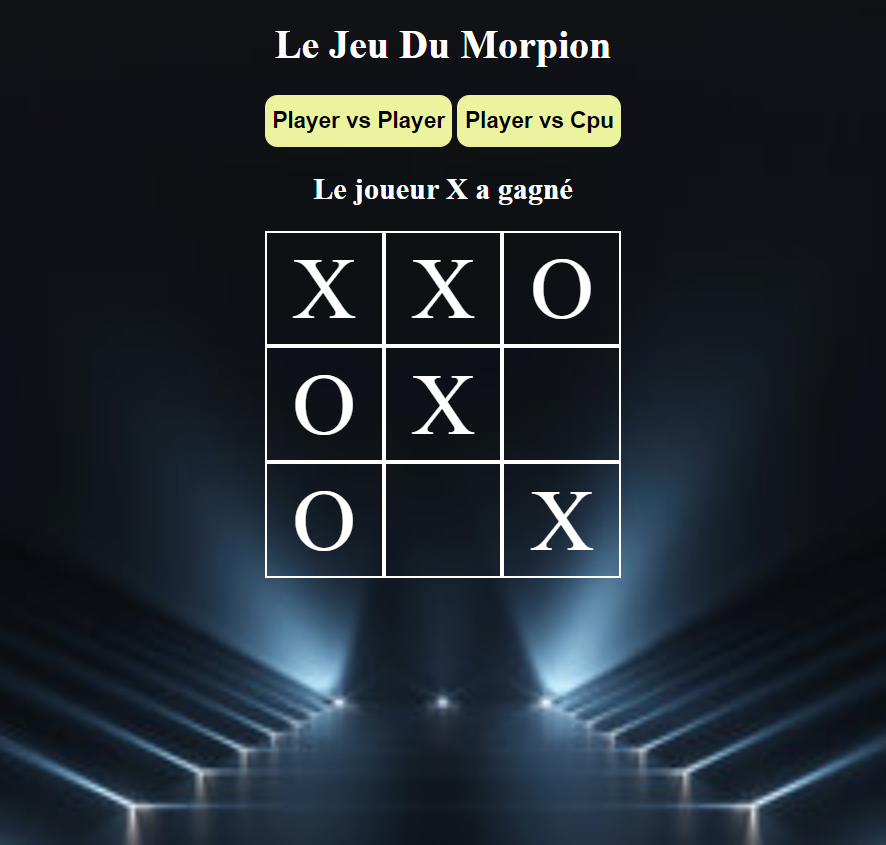 Le Jeu Du Morpion
Player vs Player Player vs Cpu
Le joueur X a gagné
X X O
O X
O X